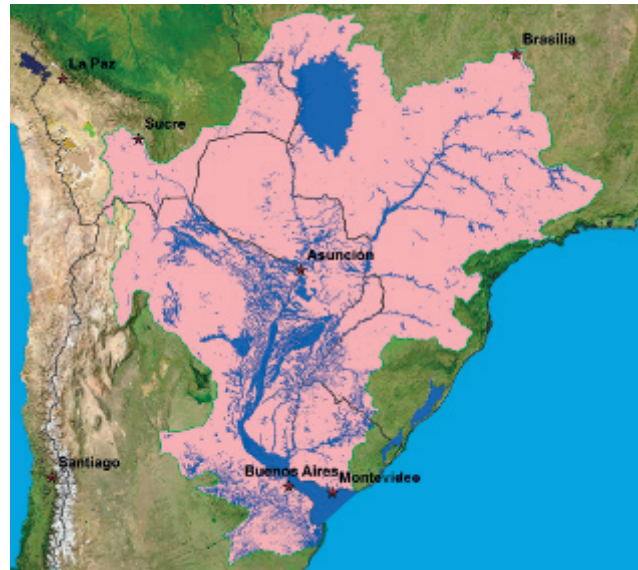 Brasilia
La Paz
Sucre
Asunción
Santiago
Buenos Aires
Montevideo